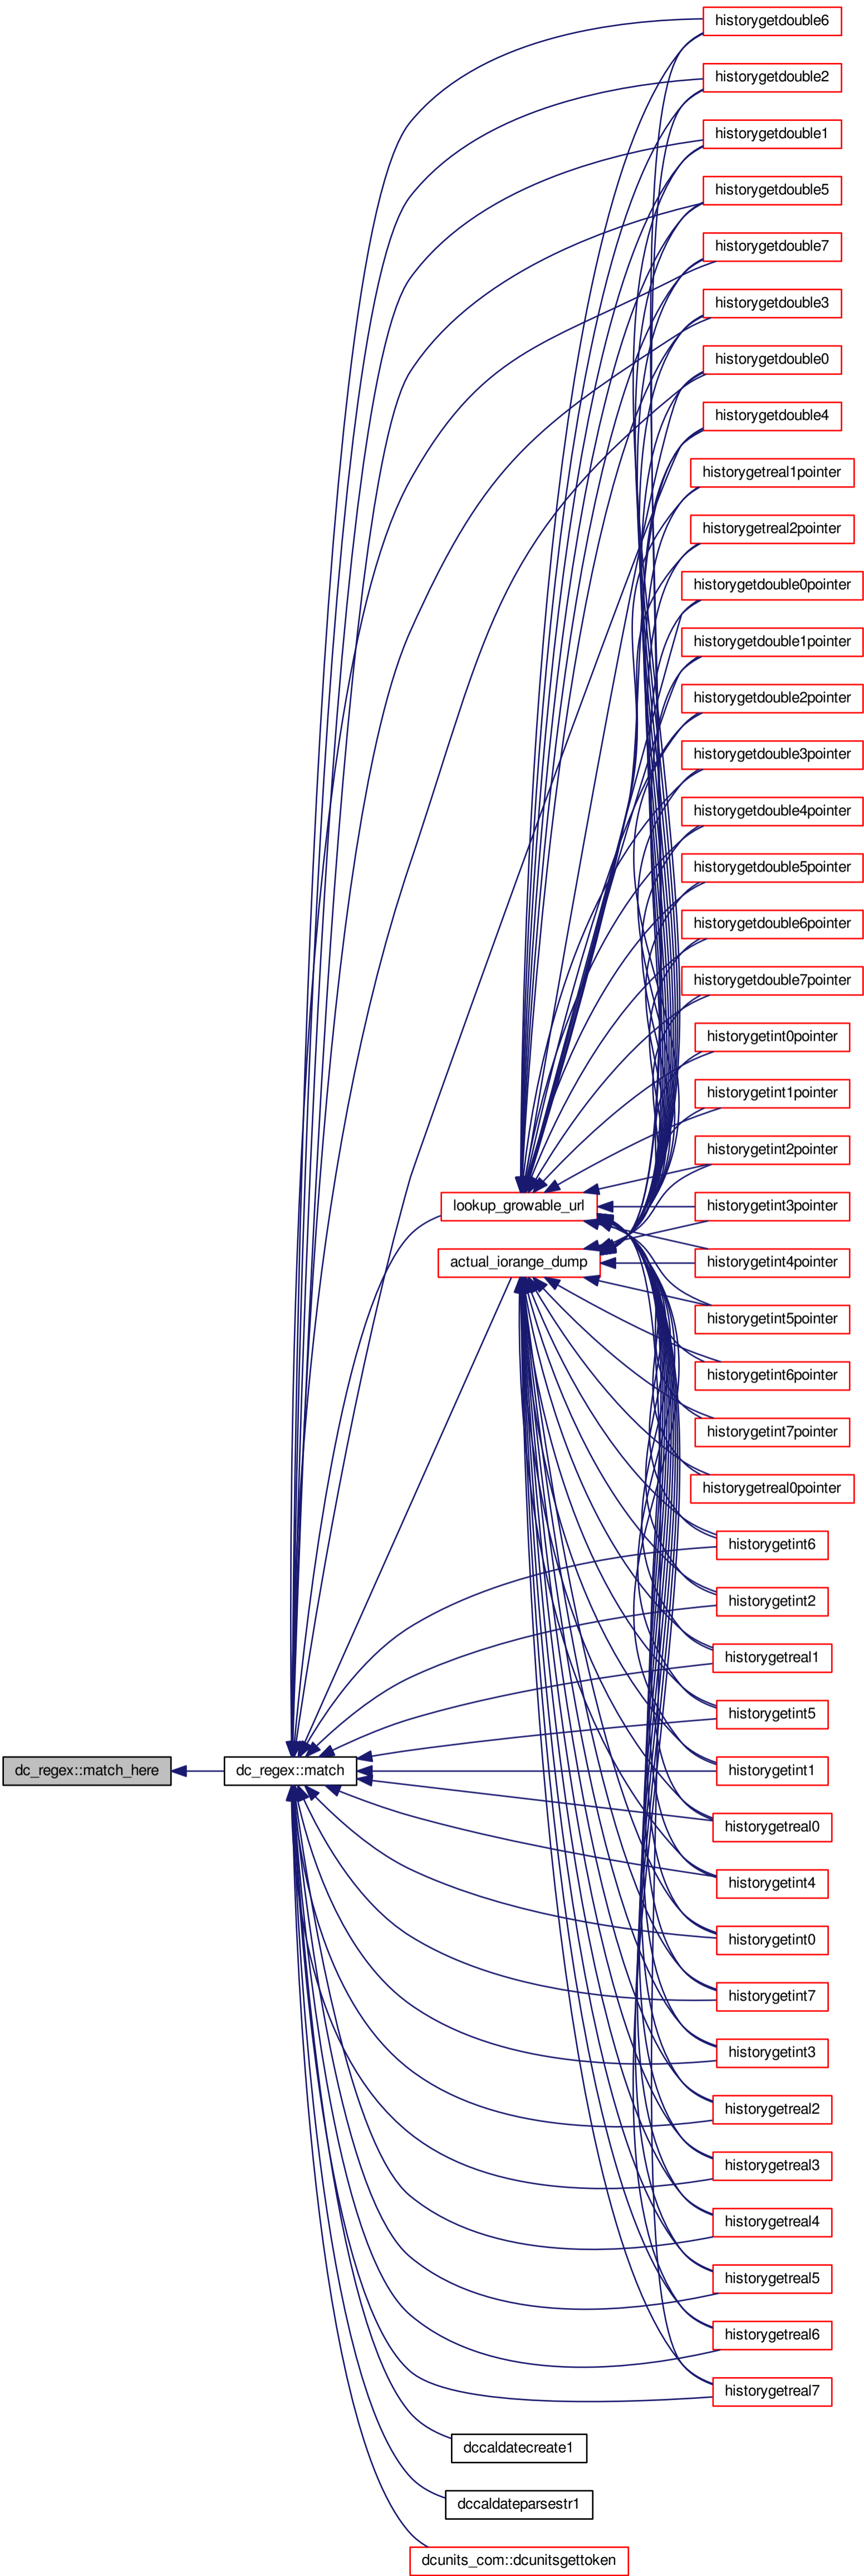 historygetdouble6
historygetdouble2
historygetdouble1
historygetdouble5
historygetdouble7
historygetdouble3
historygetdouble0
historygetdouble4
historygetreal1pointer
historygetreal2pointer
historygetdouble0pointer
historygetdouble1pointer
historygetdouble2pointer
historygetdouble3pointer
historygetdouble4pointer
historygetdouble5pointer
historygetdouble6pointer
historygetdouble7pointer
historygetint0pointer
historygetint1pointer
historygetint2pointer
lookup_growable_url
historygetint3pointer
actual_iorange_dump
historygetint4pointer
historygetint5pointer
historygetint6pointer
historygetint7pointer
historygetreal0pointer
historygetint6
historygetint2
historygetreal1
historygetint5
dc_regex::match_here
dc_regex::match
historygetint1
historygetreal0
historygetint4
historygetint0
historygetint7
historygetint3
historygetreal2
historygetreal3
historygetreal4
historygetreal5
historygetreal6
historygetreal7
dccaldatecreate1
dccaldateparsestr1
dcunits_com::dcunitsgettoken